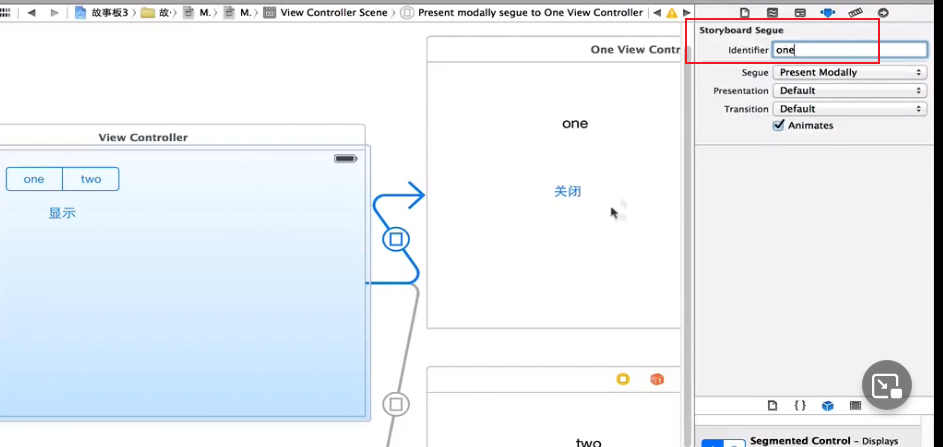 故事板3 〉 故· 〉 M. 〉 M. 〉 View Controller Scene 〉 Present modally segue to One View Controller
Storyboard Segue
Identifier one
Segue Present Modally
Presentation Default
Transition Default
Animates
One View Contr
one
关闭
View Controller
one two
显示
two
{ }
Segmented Control – Displays